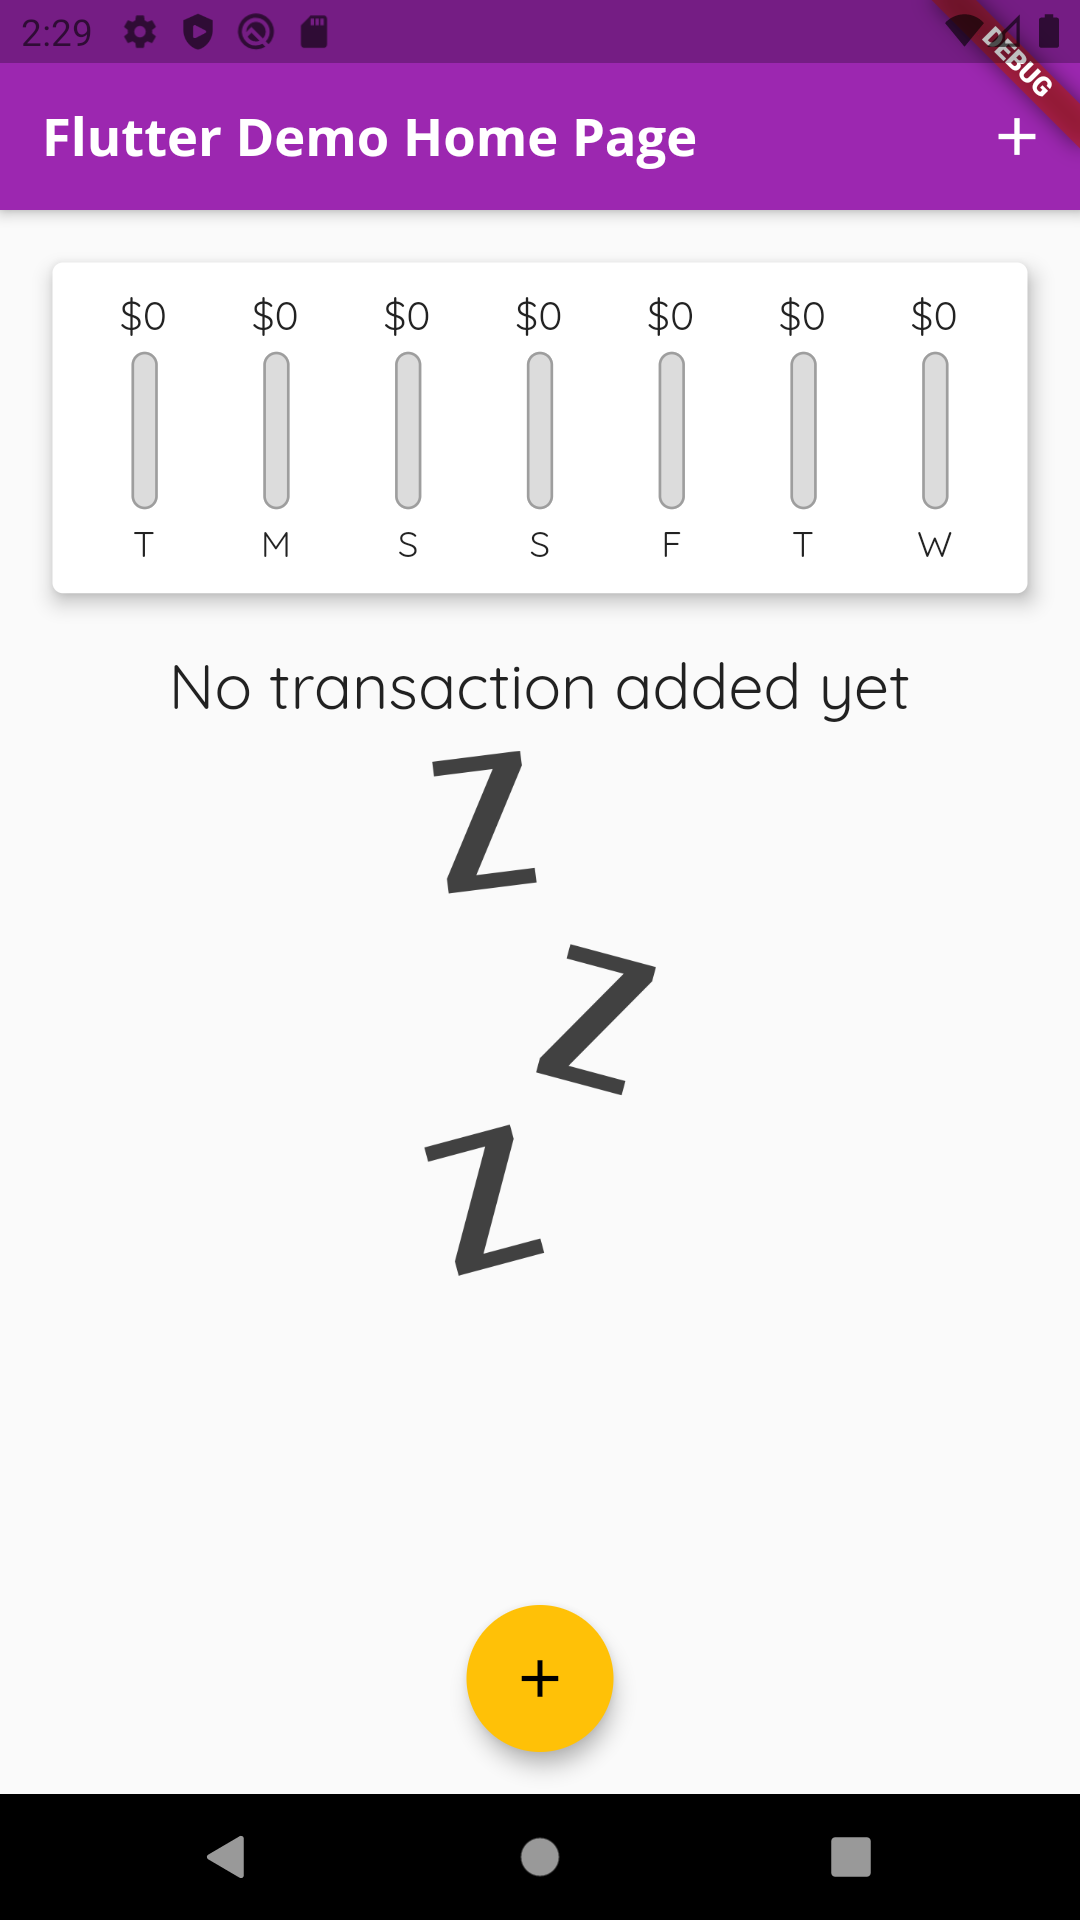 2:29
DEBUG
Flutter Demo Home Page +
$0 $0 $0 $0 $0 $0 $0
T M S S F T W
No transaction added yet
Z
Z
Z
+